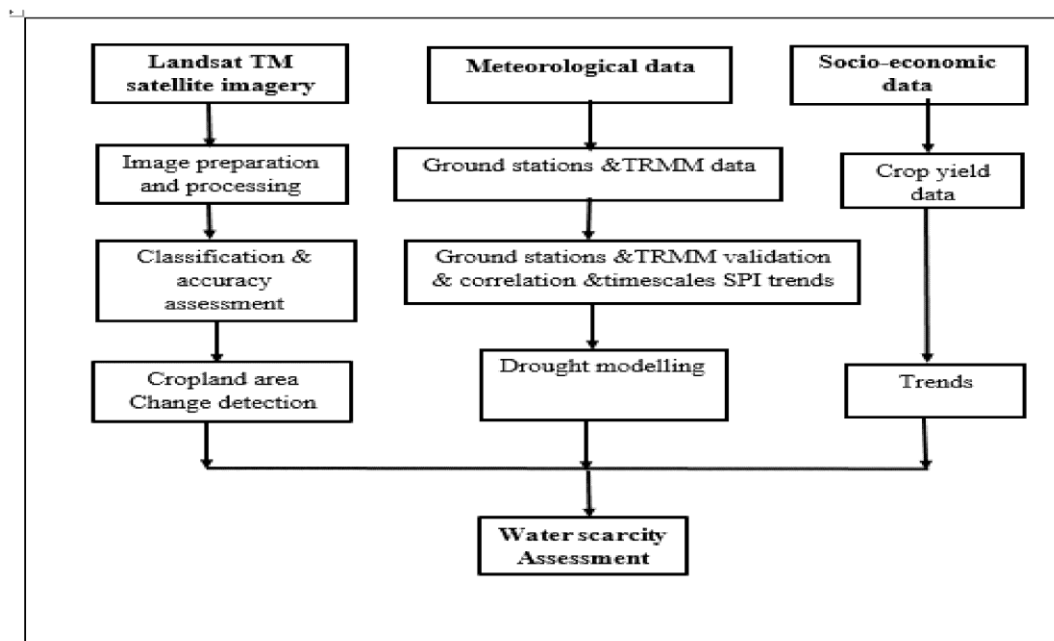 Landsat TM
satellite imagery
Image preparation
and processing
Classification &
accuracy
assessment
Cropland area
Change detection
Meteorological data
Ground stations &TRMM data
Ground stations &TRMM validation
& correlation &timescales SPI trends
Drought modelling
Socio-economic
data
Crop yield
data
Trends
Water scarcity
Assessment